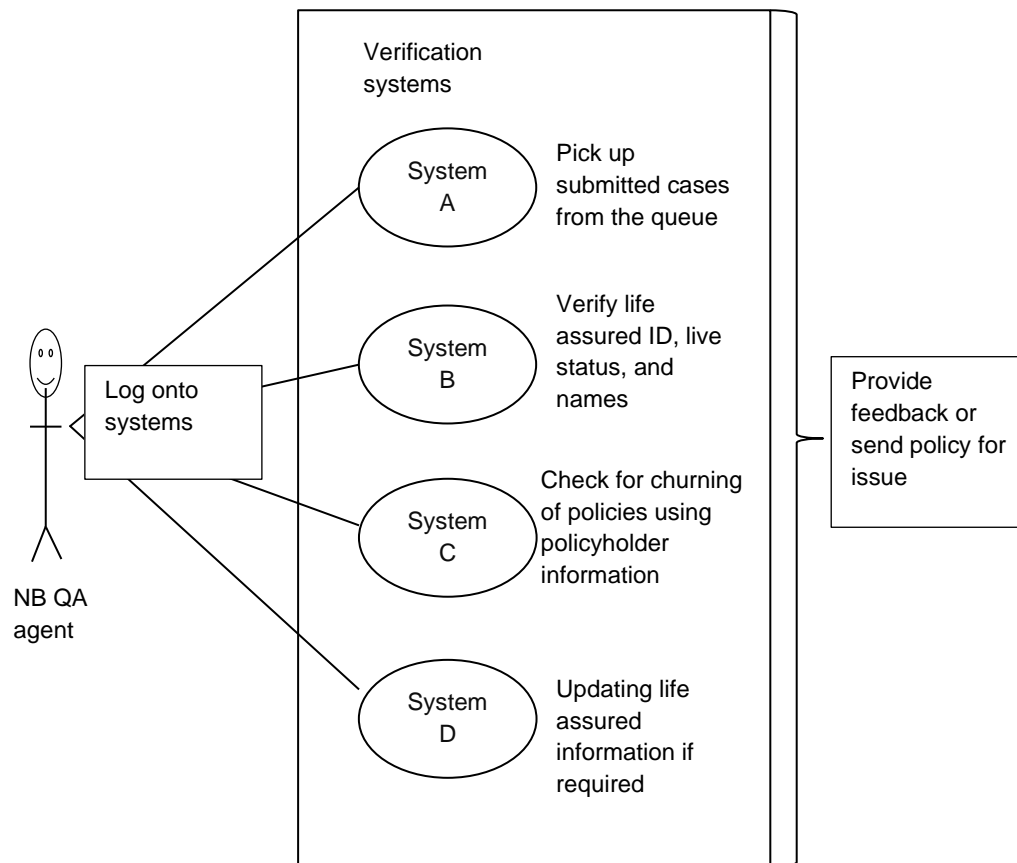 Verification
systems
System
A
Pick up
submitted cases
from the queue
System
B
Verify life
assured ID, live
status, and
names
Log onto
systems
NB QA
agent
System
C
Check for churning
of policies using
policyholder
information
System
D
Updating life
assured
information if
required
Provide
feedback or
send policy for
issue